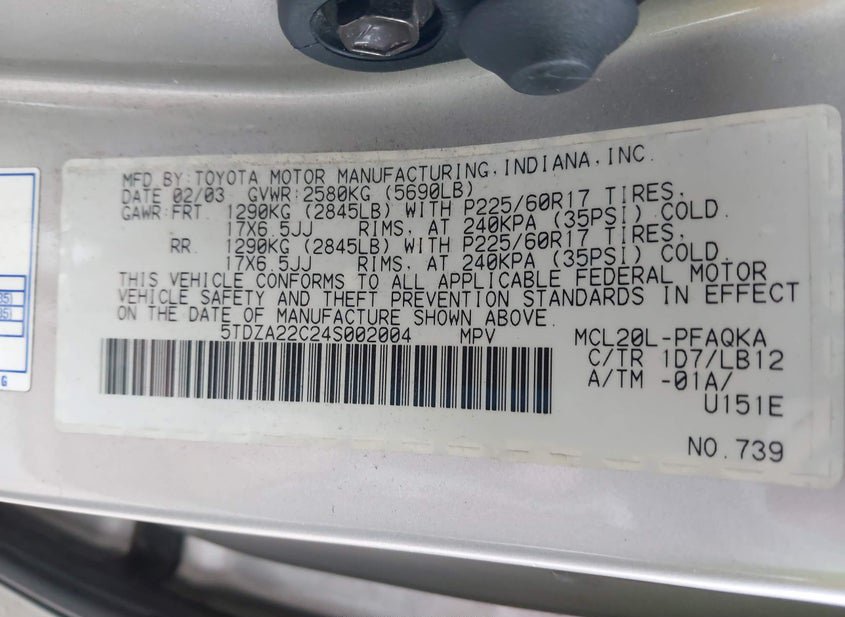 MFD.BY:TOYOTA MOTOR MANUFACTURING,INDIANA,INC.
DATE 02/03 GVWR:2580KG (5690LB)
GAWR:FRT. 1290KG (2845LB) WITH P225/60R17 TIRES,
17X6.5JJ RIMS, AT 240KPA (35PSI) COLD.
RR. 1290KG (2845LB) WITH P225/60R17 TIRES,
17X6.5JJ RIMS, AT 240KPA (35PSI) COLD.
THIS VEHICLE CONFORMS TO ALL APPLICABLE FEDERAL MOTOR
VEHICLE SAFETY AND THEFT PREVENTION STANDARDS IN EFFECT
ON THE DATE OF MANUFACTURE SHOWN ABOVE.
5TDZA22C24S002004 MPV MCL20L-PFAQKA
C/TR 1D7/LB12
A/TM -01A/
U151E
NO.739